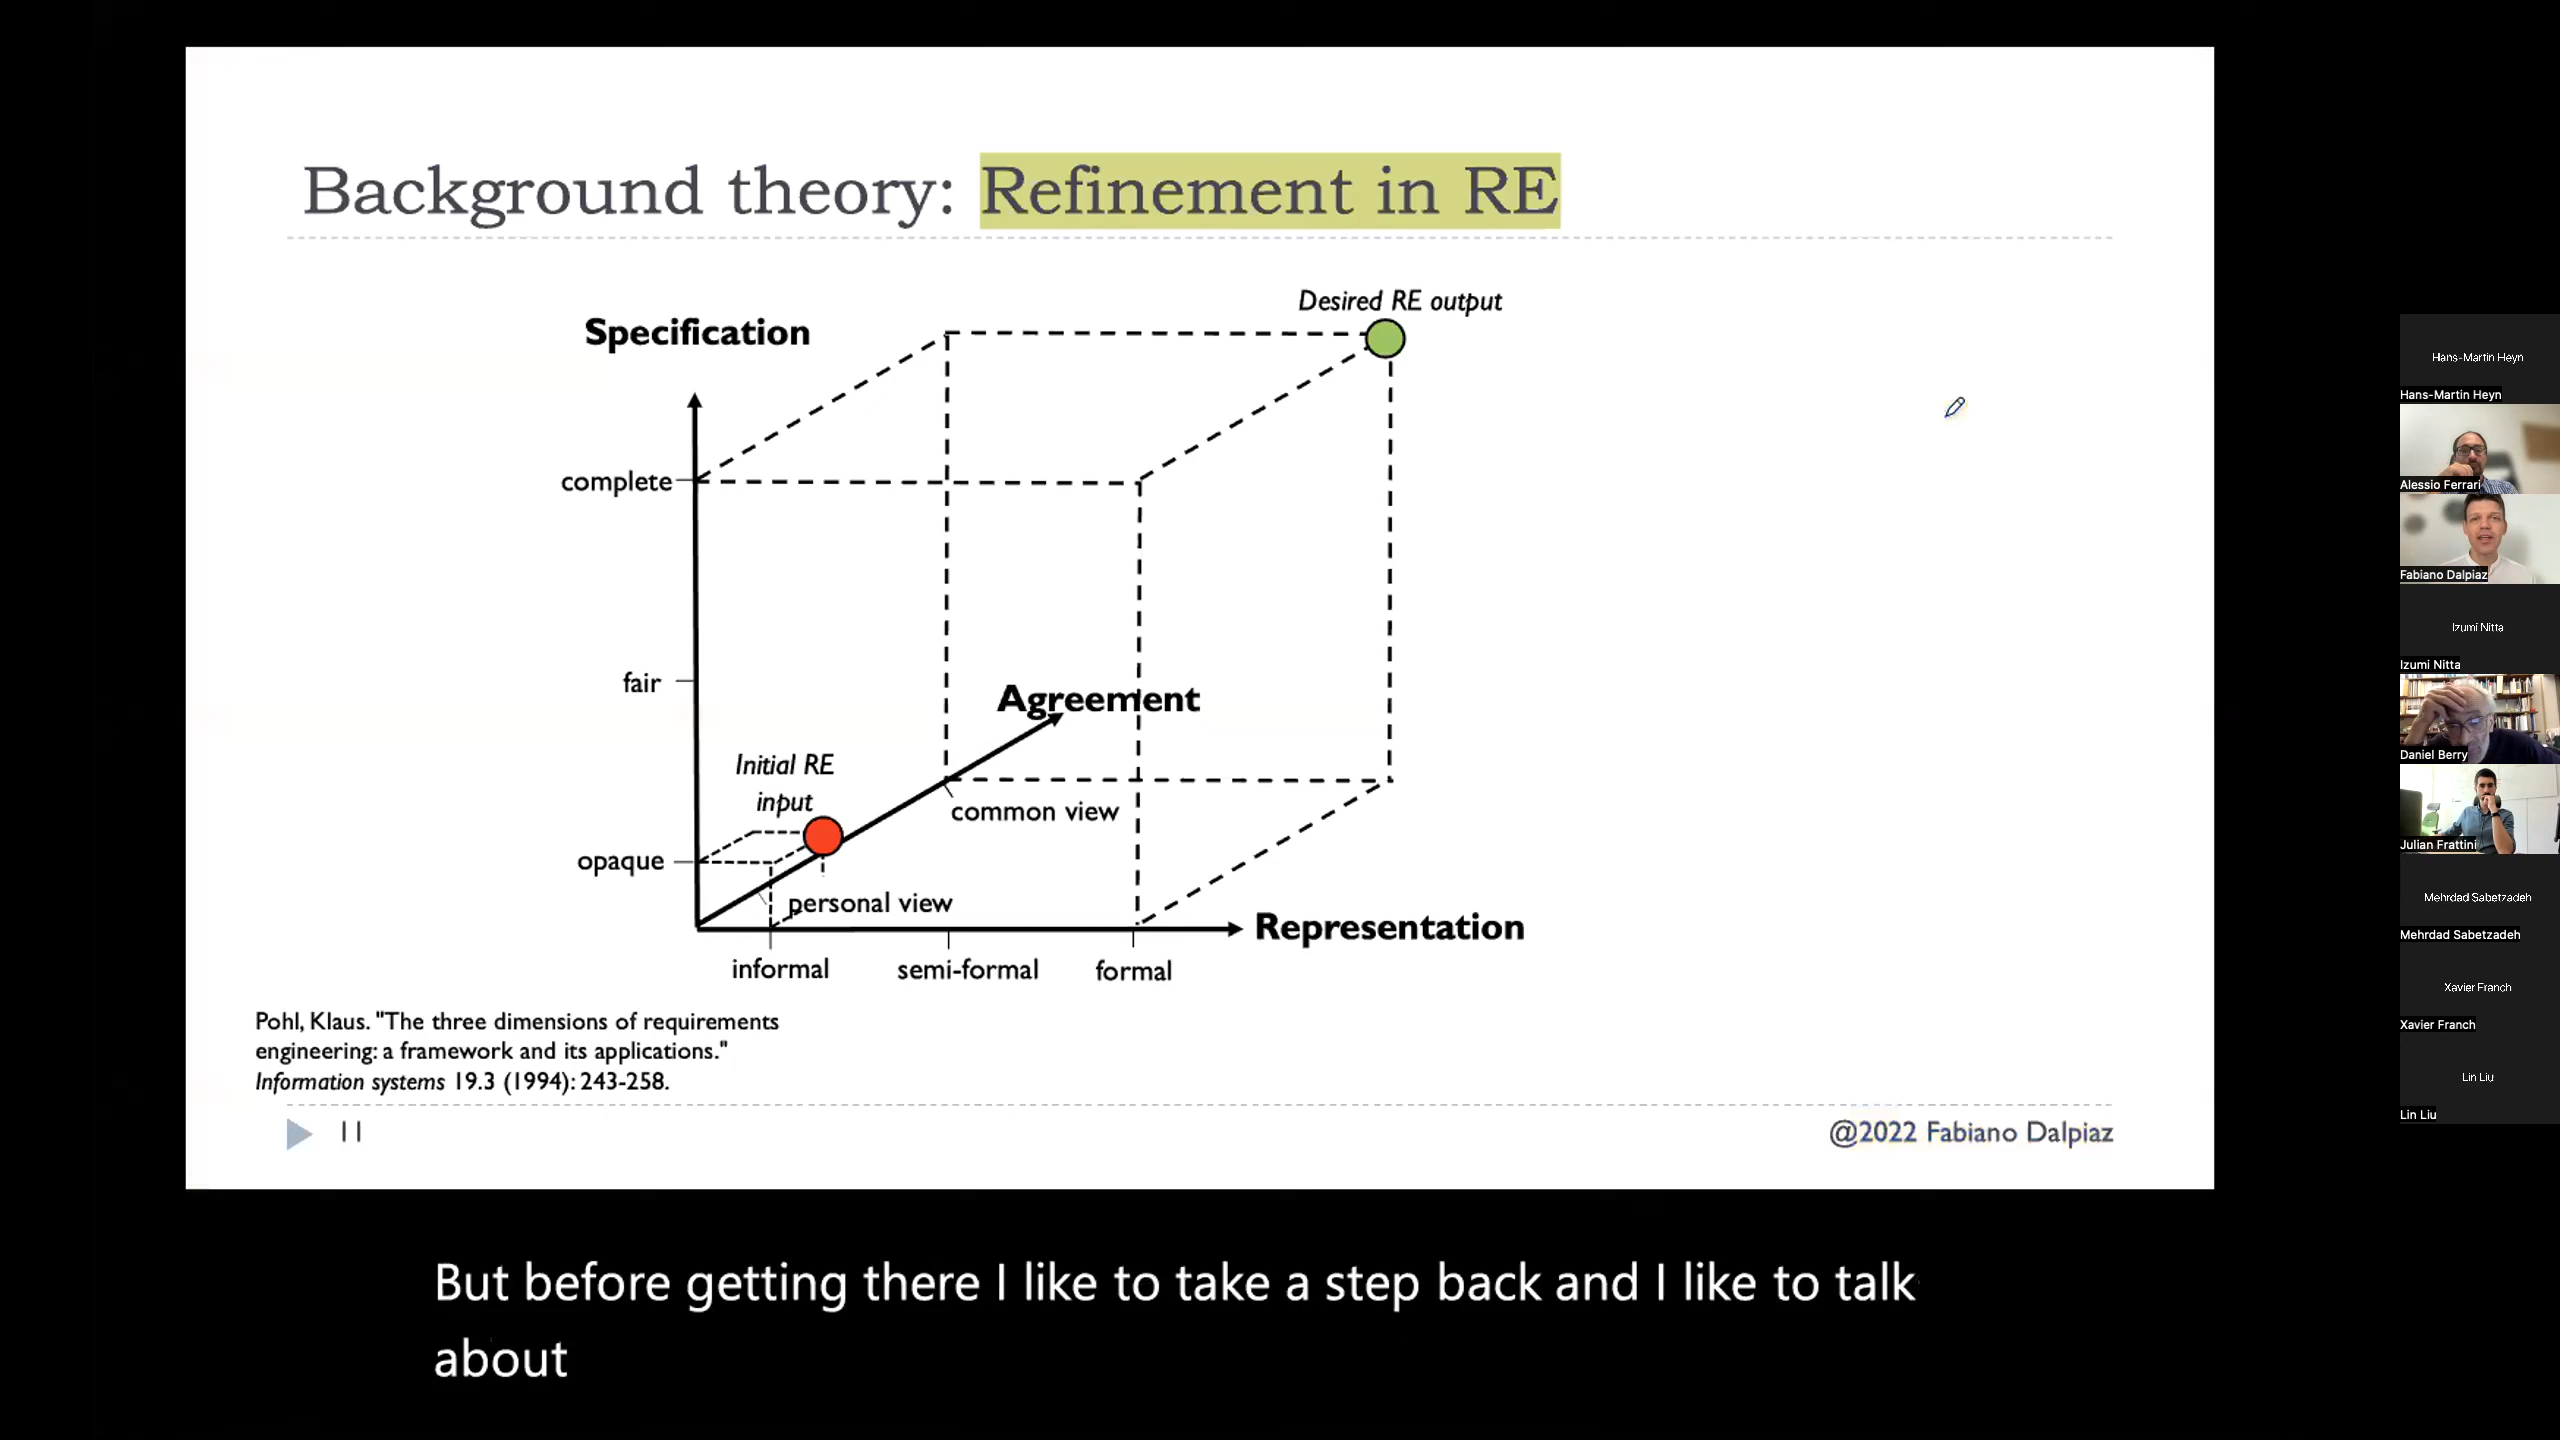 Background theory: Refinement in RE
Desired RE output
Specification
complete
fair
Agreement
Initial RE
input
common view
opaque
personal view
Representation
informal
semi-formal
formal
Pohl, Klaus. "The three dimensions of requirements
engineering: a framework and its applications."
Information systems 19.3 (1994): 243-258.
11
@2022 Fabiano Dalpiaz
Hans-Martin Heyn
Hans-Martin Heyn
Alessio Ferrari
Fabiano Dalpiaz
Izumi Nitta
Izumi Nitta
Daniel Berry
Julian Frattini
Mehrdad Sabetzadeh
Mehrdad Sabetzadeh
Xavier Franch
Xavier Franch
Lin Liu
Lin Liu
But before getting there I like to take a step back and I like to talk
about